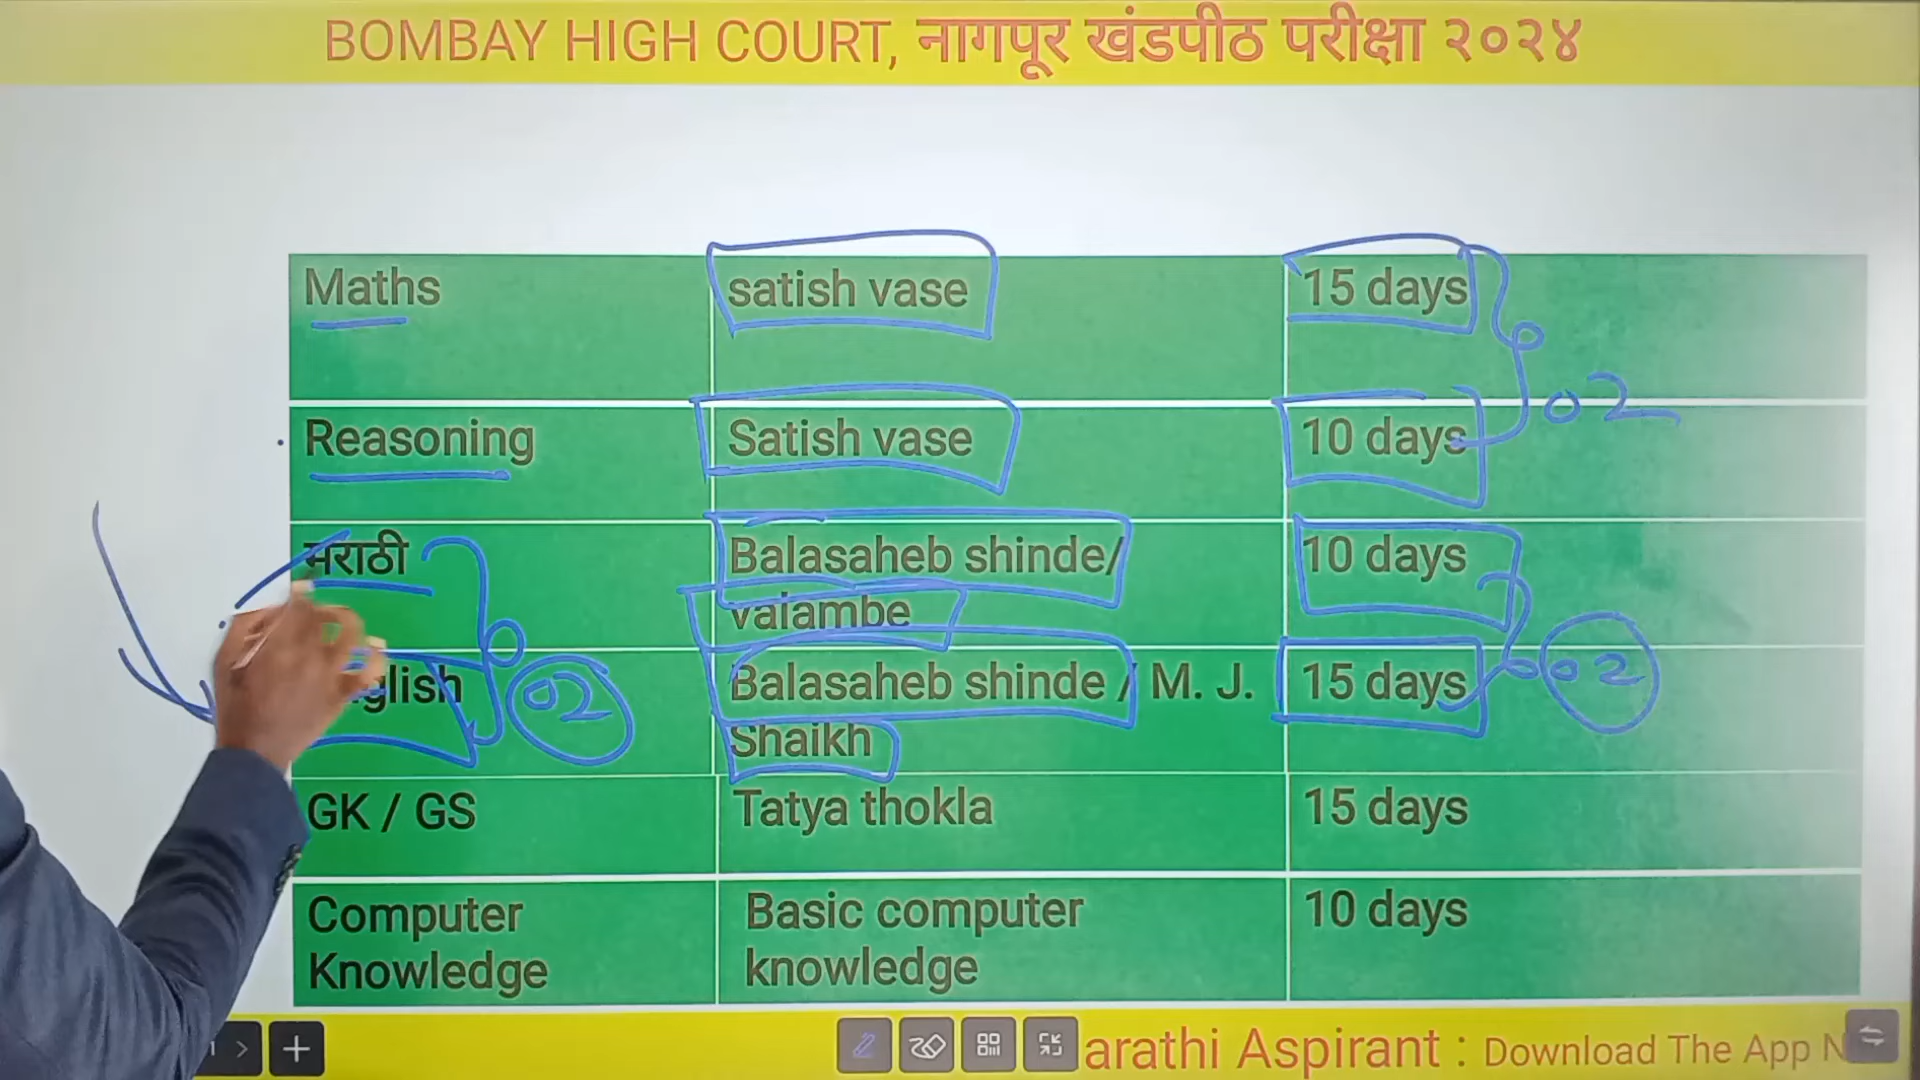 BOMBAY HIGH COURT, नागपूर खंडपीठ परीक्षा २०२४
Maths satish vase 15 days
Reasoning Satish vase 10 days
02
मराठी Balasaheb shinde/ 10 days
valambe
glish Balasaheb shinde / M. J. 15 days
02 02
Shaikh
GK / GS Tatya thokla 15 days
Computer Basic computer 10 days
Knowledge knowledge
arathi Aspirant : Download The App N